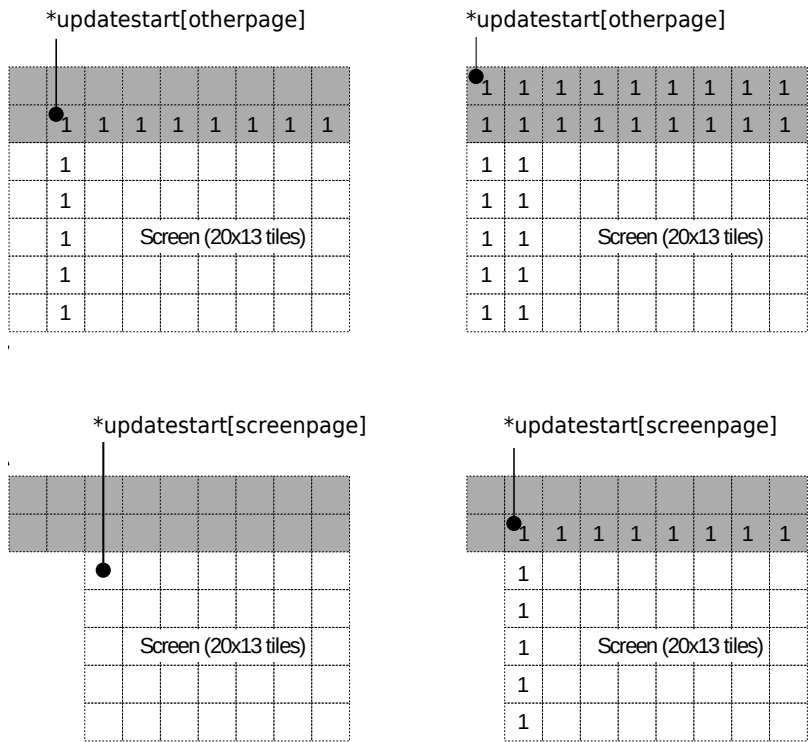 *updatestart[otherpage]
1 1 1 1 1 1 1 1
1
1
1 Screen (20x13 tiles)
1
1
*updatestart[otherpage]
1 1 1 1 1 1 1 1 1
1 1 1 1 1 1 1 1 1
1 1
1 1
1 1 Screen (20x13 tiles)
1 1
1 1
*updatestart[screenpage]
Screen (20x13 tiles)
*updatestart[screenpage]
1 1 1 1 1 1 1 1
1
1
1 Screen (20x13 tiles)
1
1